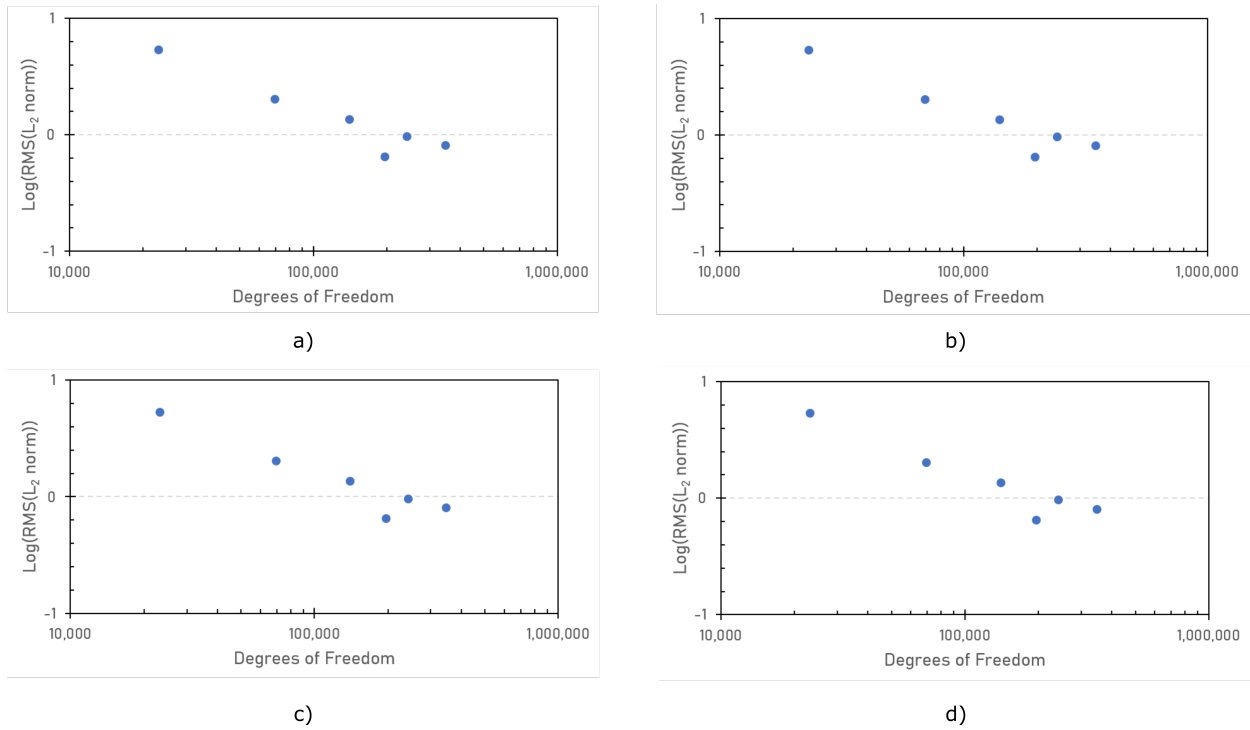 1
0
-1
Log(RMS(L2 norm))
10,000
100,000
1,000,000
Degrees of Freedom
a)
1
0
-1
Log(RMS(L2 norm))
10,000
100,000
1,000,000
Degrees of Freedom
b)
1
0
-1
Log(RMS(L2 norm))
10,000
100,000
1,000,000
Degrees of Freedom
c)
1
0
-1
Log(RMS(L2 norm))
10,000
100,000
1,000,000
Degrees of Freedom
d)